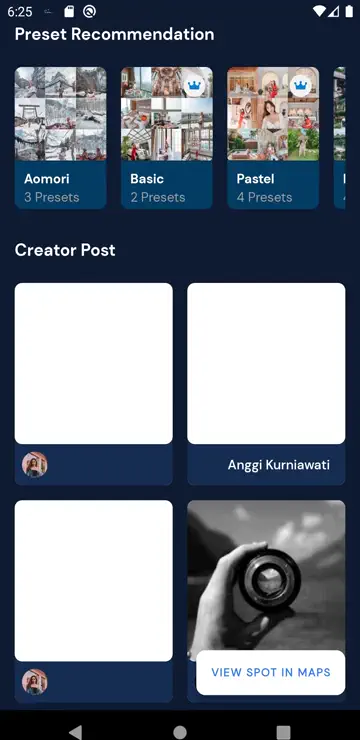 6:25
Preset Recommendation
Aomori
3 Presets
Basic
2 Presets
Pastel
4 Presets
Creator Post
Anggi Kurniawati
VIEW SPOT IN MAPS